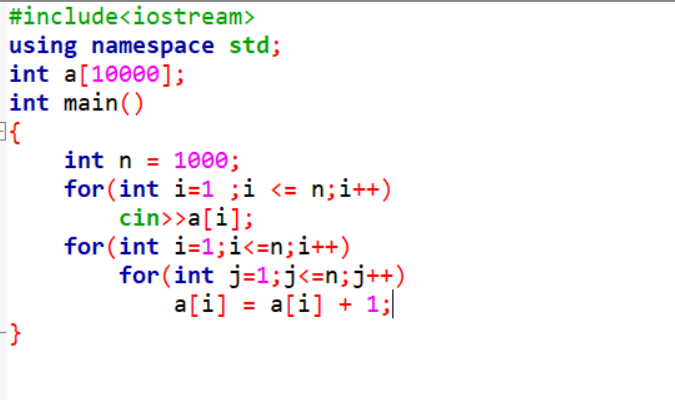 #include<iostream>
using namespace std;
int a[10000];
int main()
{
    int n = 1000;
    for(int i=1 ;i <= n;i++)
        cin>>a[i];
    for(int i=1;i<=n;i++)
        for(int j=1;j<=n;j++)
            a[i] = a[i] + 1;
}